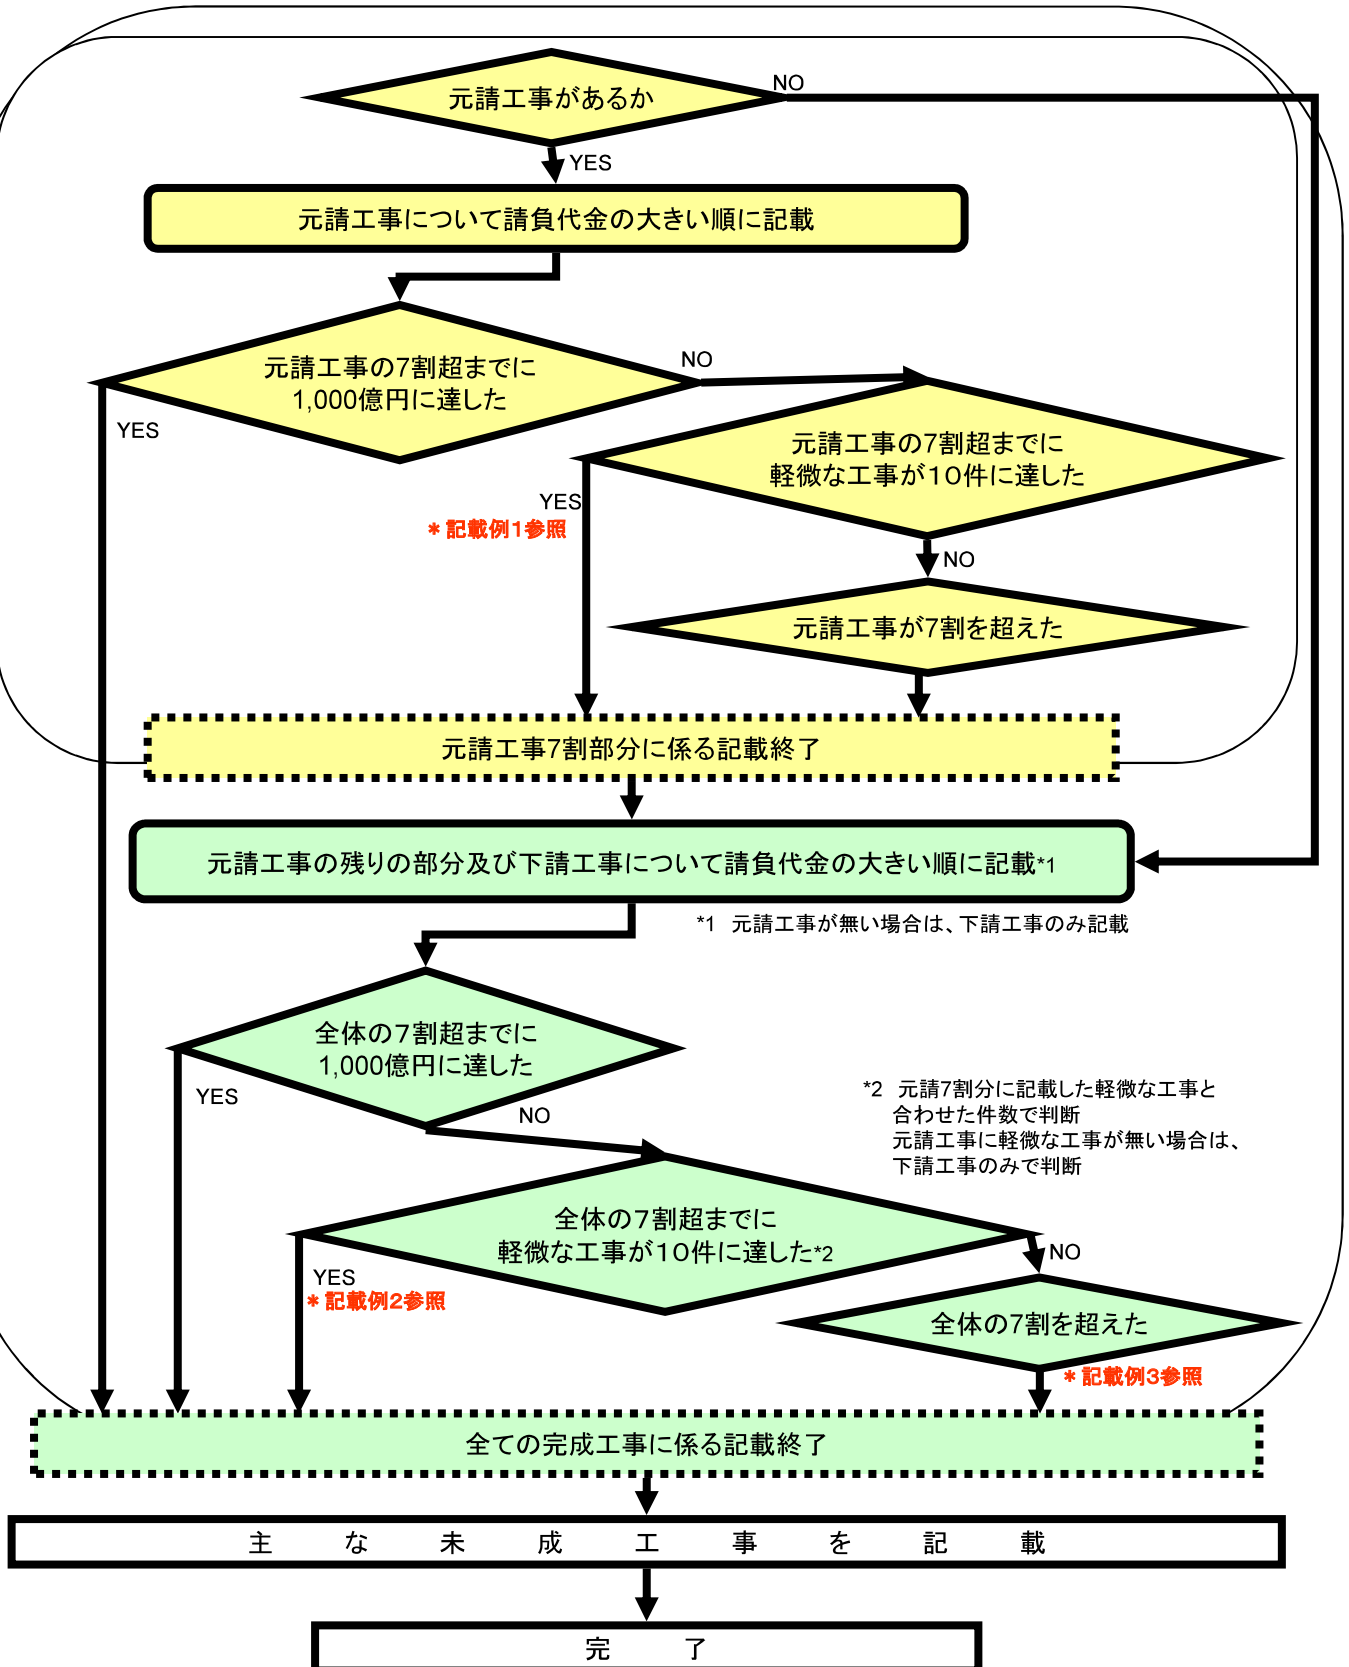 元請工事があるか
NO
YES
元請工事について請負代金の大きい順に記載
元請工事の7割超までに
1,000億円に達した
NO
YES
元請工事の7割超までに
軽微な工事が10件に達した
YES
*記載例1参照
NO
元請工事が7割を超えた
元請工事7割部分に係る記載終了
元請工事の残りの部分及び下請工事について請負代金の大きい順に記載*1
*1 元請工事が無い場合は、下請工事のみ記載
全体の7割超までに
1,000億円に達した
YES
NO
*2 元請7割分に記載した軽微な工事と
合わせた件数で判断
元請工事に軽微な工事が無い場合は、
下請工事のみで判断
全体の7割超までに
軽微な工事が10件に達した*2
YES
*記載例2参照
NO
全体の7割を超えた
*記載例3参照
全ての完成工事に係る記載終了
主な未成工事を記載
完了